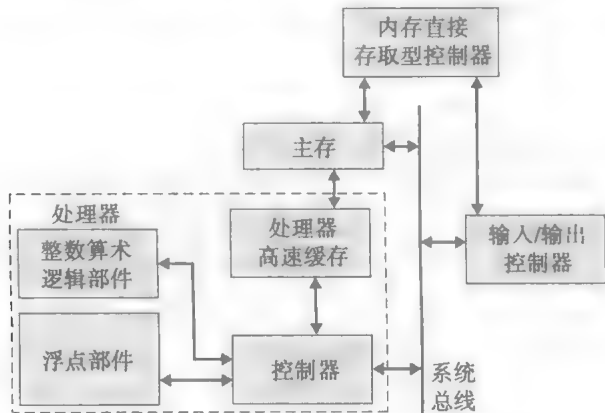 内存直接
存取型控制器
主存
处理器
处理器
高速缓存
整数算术
逻辑部件
输入/输出
控制器
浮点部件
控制器
系统
总线